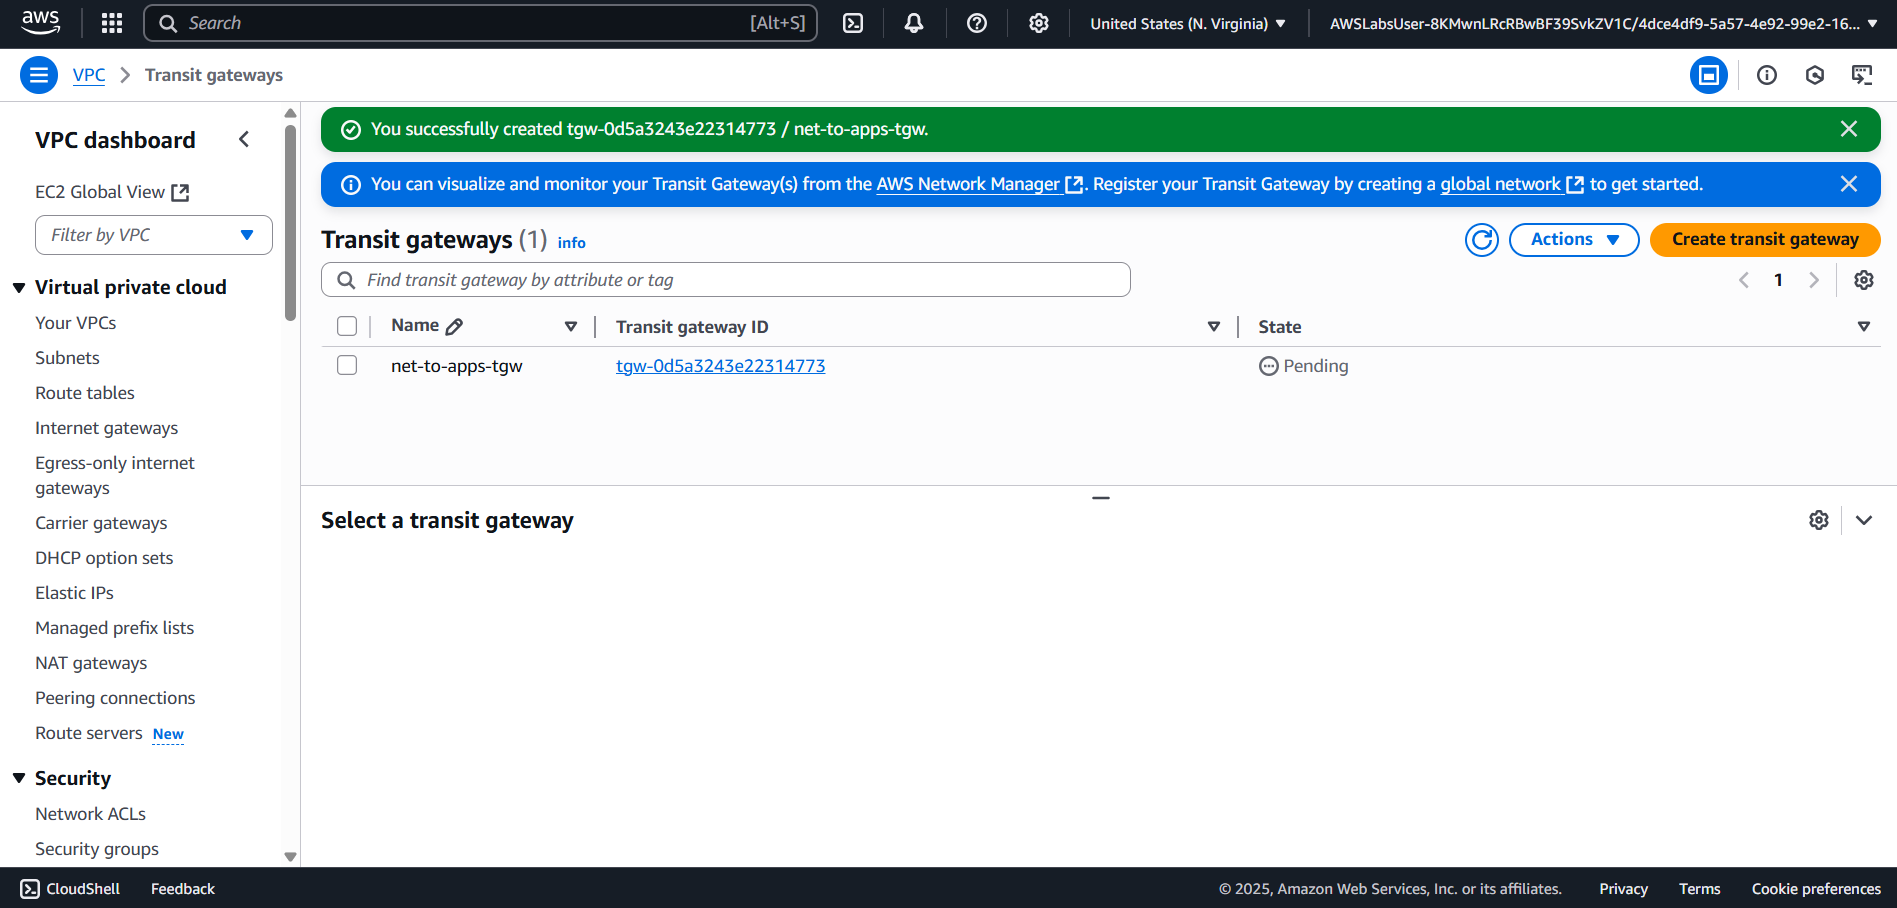 aws
Search [Alt+S]
United States (N. Virginia)
AWSLabsUser-8KMwnLRcRBwBF39SvkZV1C/4dce4df9-5a57-4e92-99e2-16...
VPC
Transit gateways
VPC dashboard
EC2 Global View
Filter by VPC
Virtual private cloud
Your VPCs
Subnets
Route tables
Internet gateways
Egress-only internet
gateways
Carrier gateways
DHCP option sets
Elastic IPs
Managed prefix lists
NAT gateways
Peering connections
Route servers New
Security
Network ACLs
Security groups
You successfully created tgw-0d5a3243e22314773 / net-to-apps-tgw.
You can visualize and monitor your Transit Gateway(s) from the AWS Network Manager. Register your Transit Gateway by creating a global network to get started.
Transit gateways (1) info
Actions
Create transit gateway
Find transit gateway by attribute or tag
1
Name Transit gateway ID State
net-to-apps-tgw tgw-0d5a3243e22314773 Pending
Select a transit gateway
CloudShell Feedback
© 2025, Amazon Web Services, Inc. or its affiliates. Privacy Terms Cookie preferences